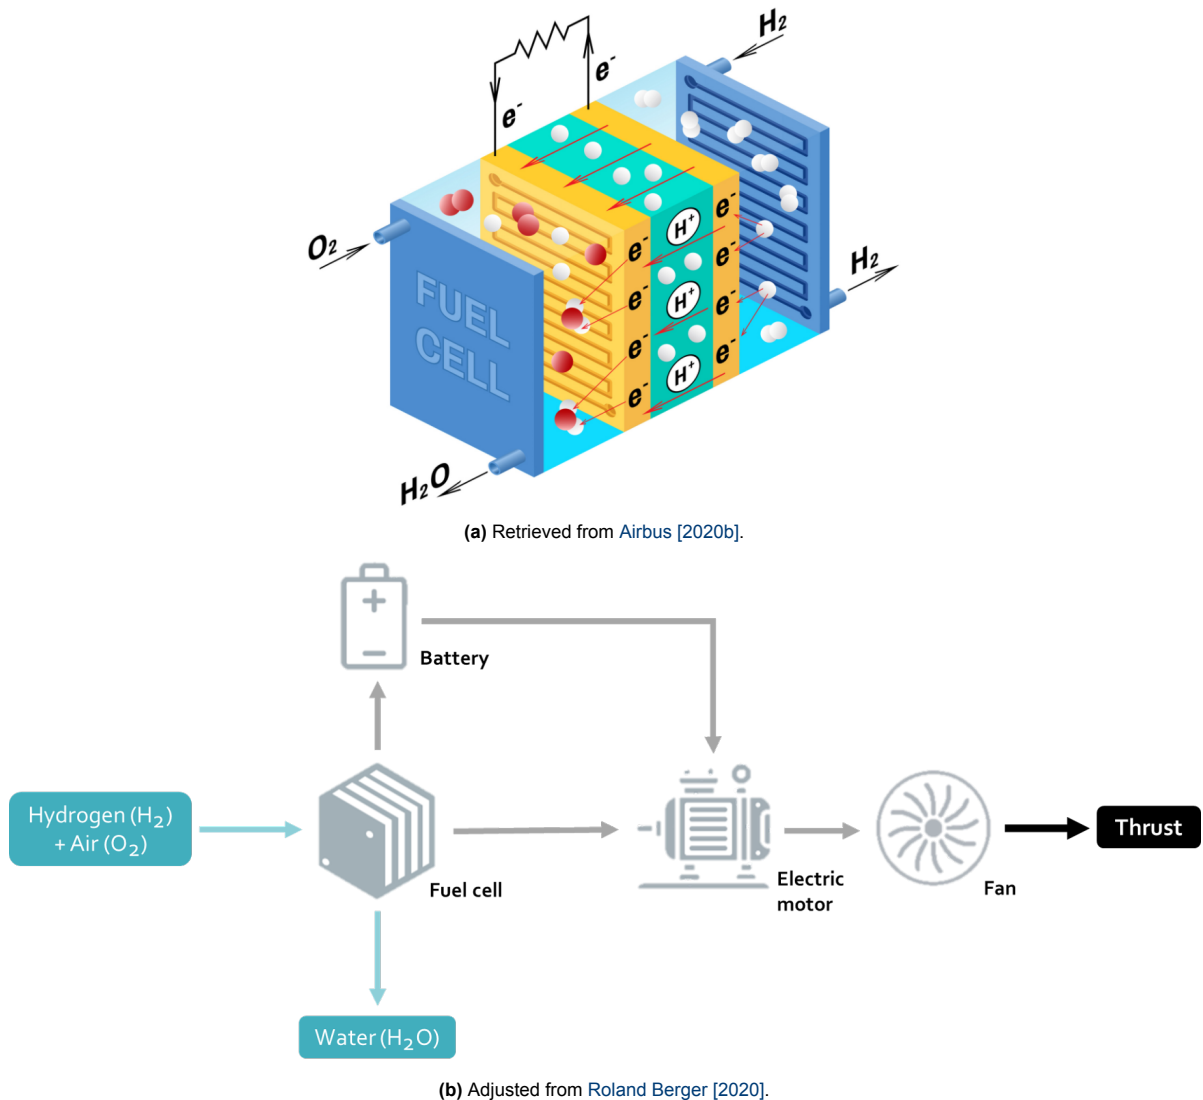 H₂
e⁻
e⁻
O₂
FUEL
CELL
e⁻
H⁺
e⁻
H₂
e⁻
H⁺
e⁻
e⁻
H⁺
e⁻
e⁻
e⁻
H₂O
(a) Retrieved from Airbus [2020b].
Battery
Hydrogen (H₂)
+ Air (O₂)
Fuel cell
Electric
motor
Fan
Thrust
Water (H₂O)
(b) Adjusted from Roland Berger [2020].